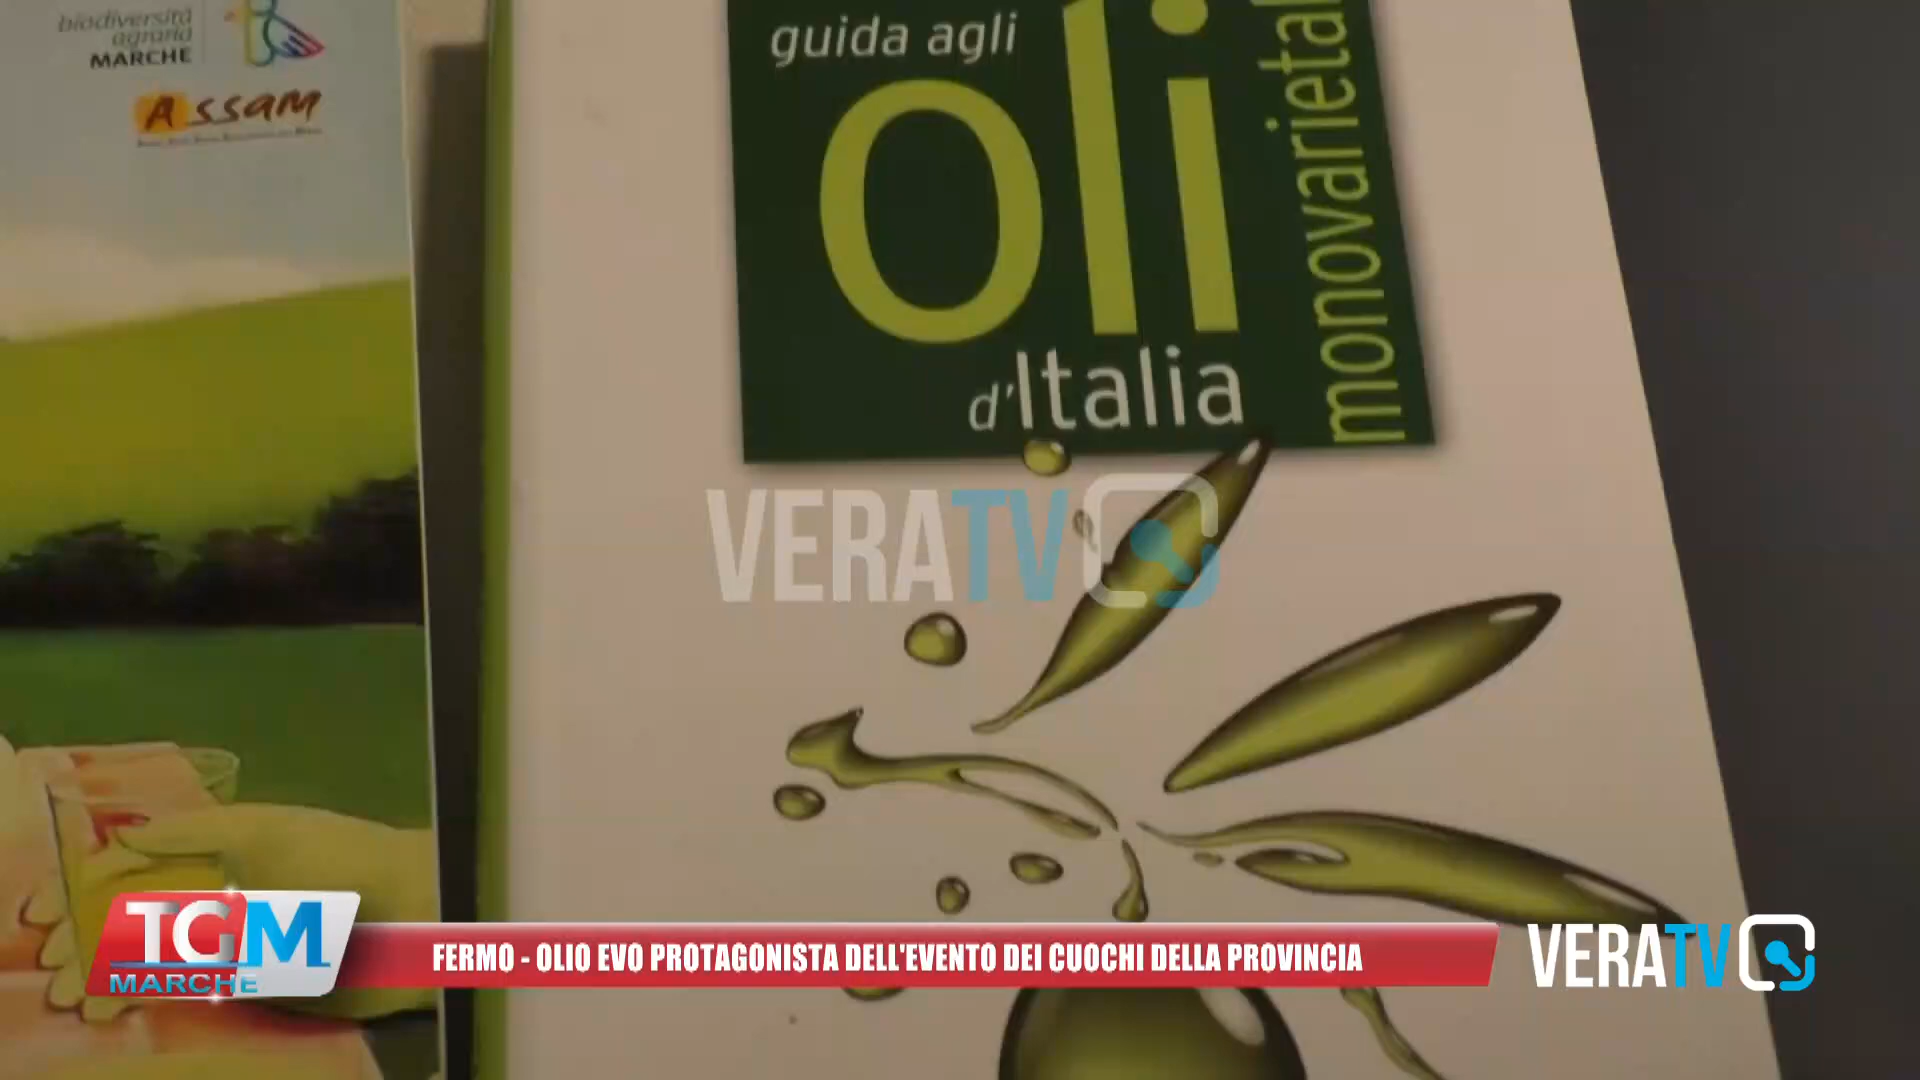 biodiversità
agraria
MARCHE
Assam
guida agli
oli
d'Italia
monovarietal
VERATV
TGM
MARCHE
FERMO - OLIO EVO PROTAGONISTA DELL'EVENTO DEI CUOCHI DELLA PROVINCIA
VERATV